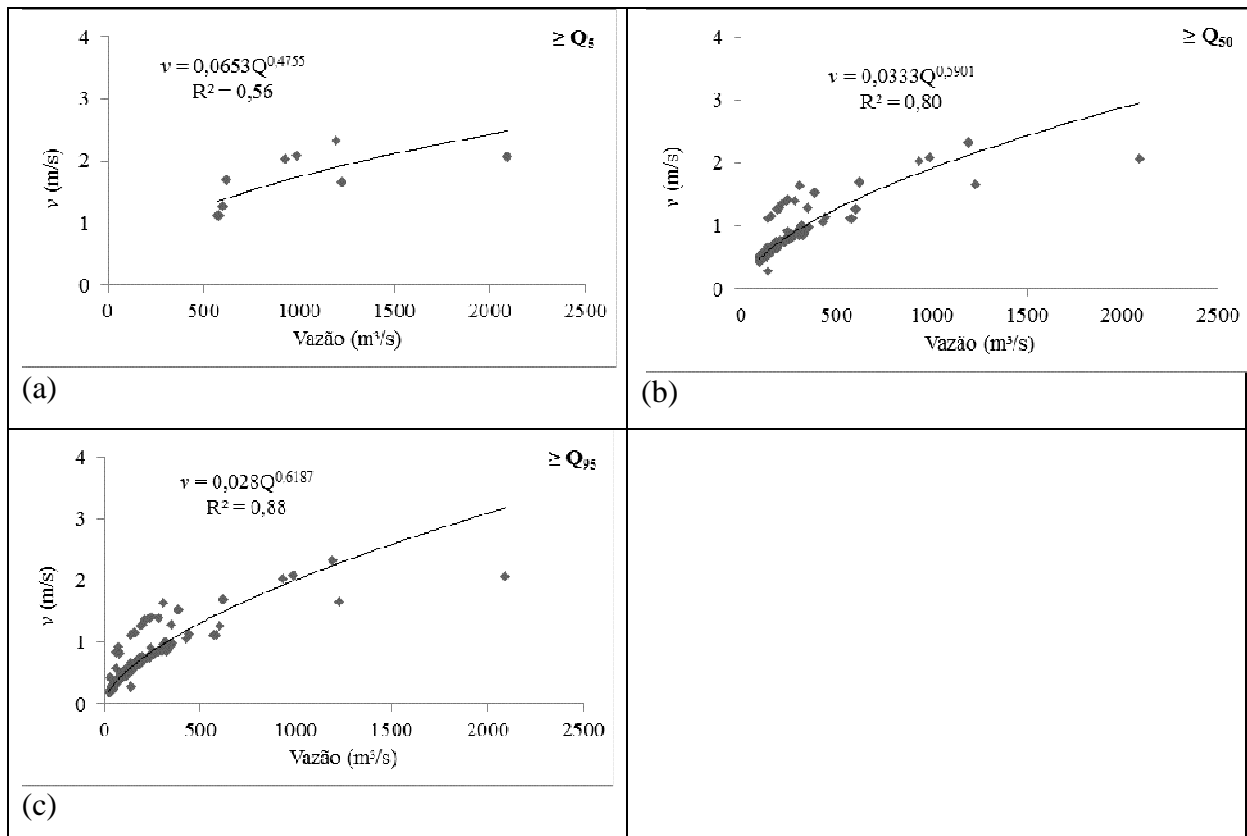 ≥ Q₅
v = 0,0653Q^0,4755
R² = 0,56
v (m/s)
4
3
2
1
0
0 500 1000 1500 2000 2500
Vazão (m³/s)
(a)
≥ Q₅₀
v = 0,0333Q^0,5901
R² = 0,80
v (m/s)
4
3
2
1
0
0 500 1000 1500 2000 2500
Vazão (m³/s)
(b)
≥ Q₉₅
v = 0,028Q^0,6187
R² = 0,88
v (m/s)
4
3
2
1
0
0 500 1000 1500 2000 2500
Vazão (m³/s)
(c)